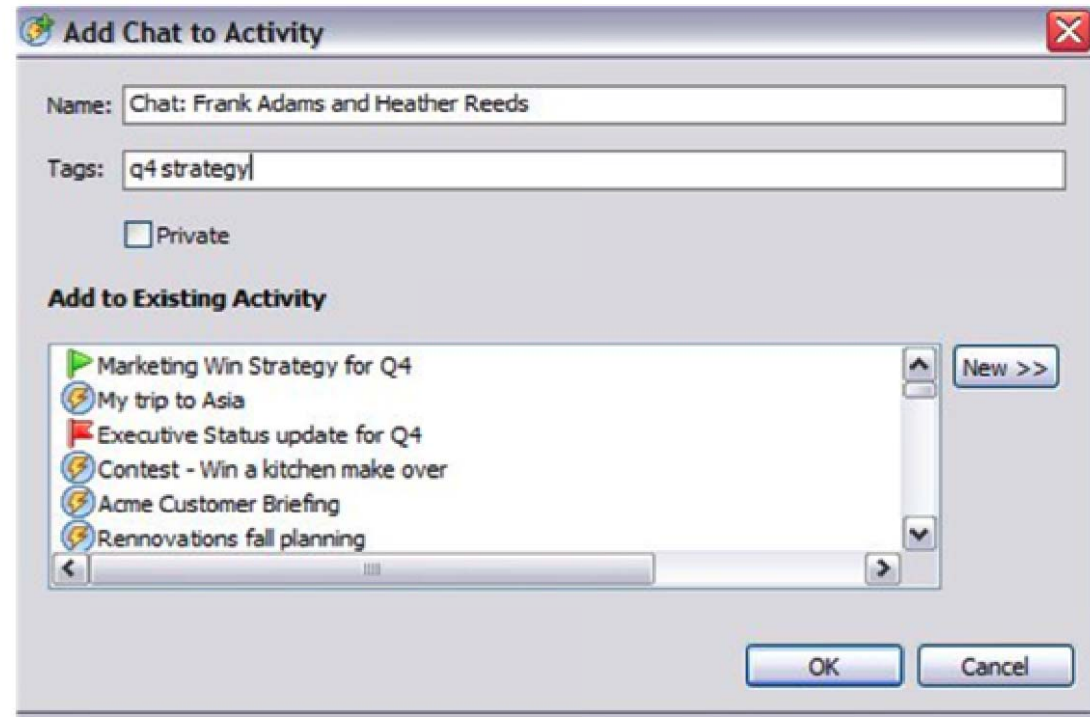 Add Chat to Activity
Name: Chat: Frank Adams and Heather Reeds
Tags: q4 strategy
Private
Add to Existing Activity
Marketing Win Strategy for Q4
New >>
My trip to Asia
Executive Status update for Q4
Contest - Win a kitchen make over
Acme Customer Briefing
Rennovations fall planning
OK Cancel